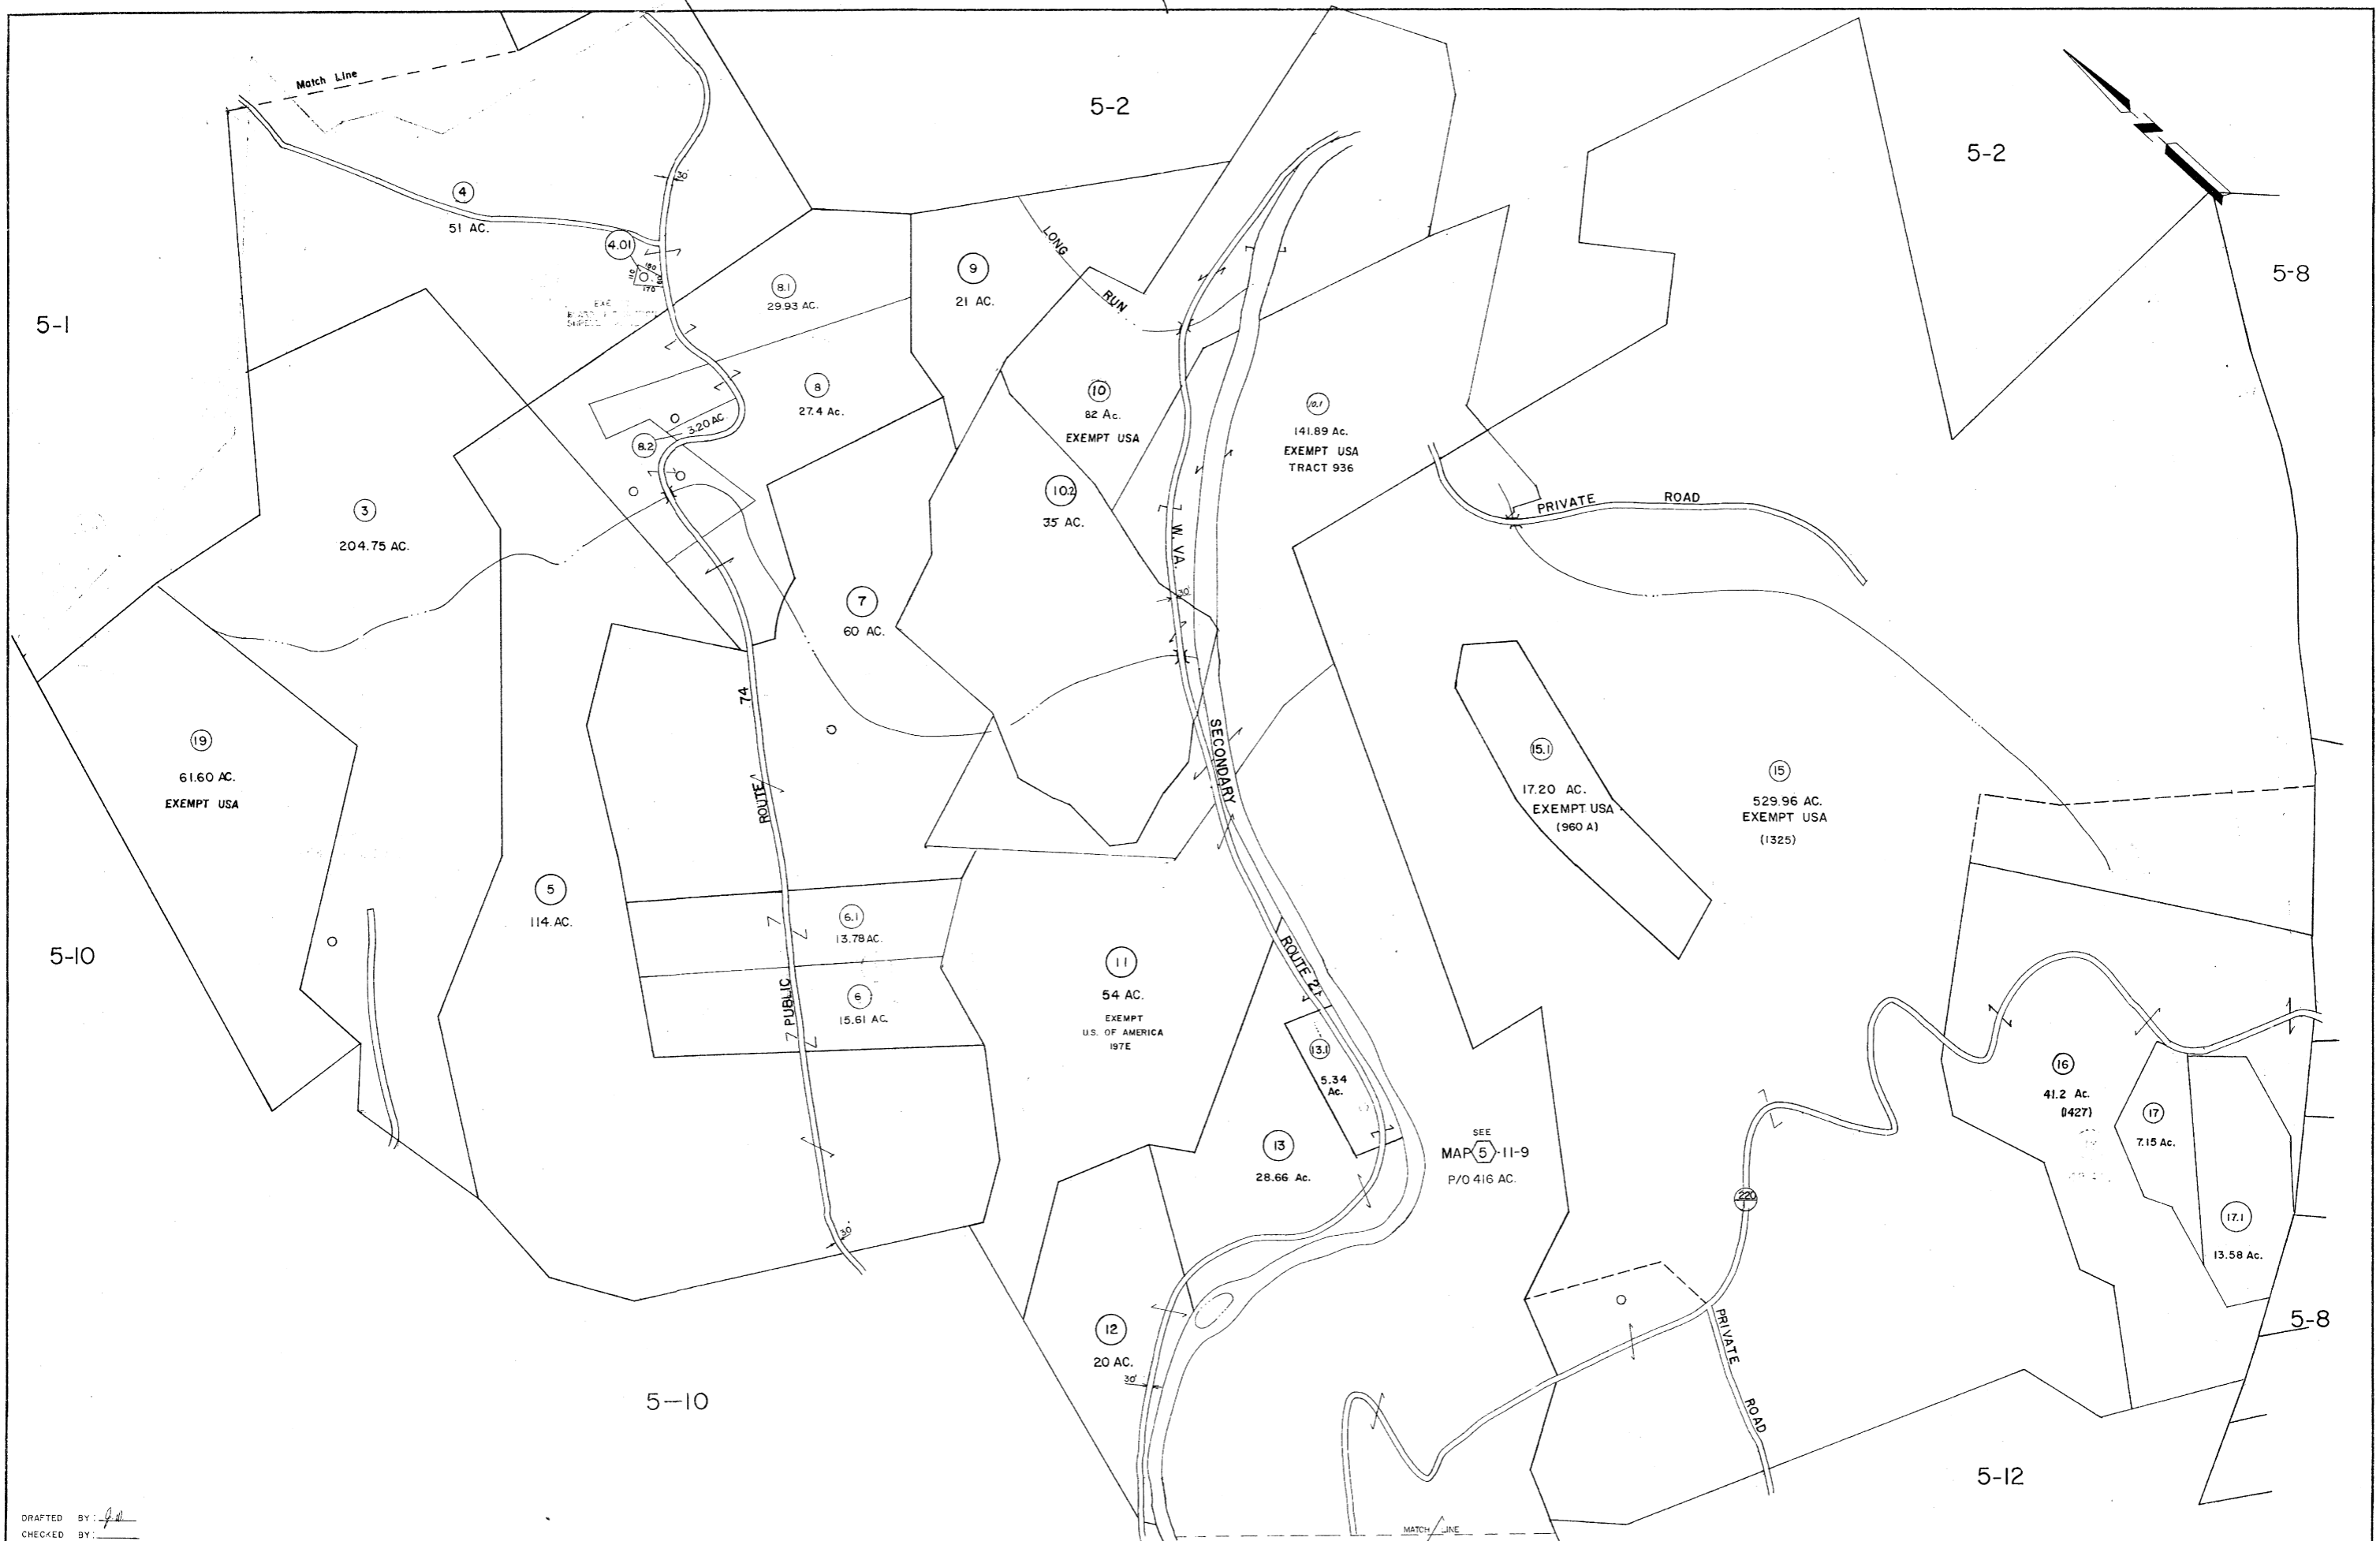 Match Line
5-2
5-2
5-8
5-1
4
51 AC.
30'
4.01
180
110
170
8.1
29.93 AC.
9
21 AC.
LONG
RUN
8
27.4 Ac.
3.20 AC
8.2
10
82 Ac.
EXEMPT USA
10.1
141.89 Ac.
EXEMPT USA
TRACT 936
10.2
35 AC.
PRIVATE ROAD
3
204.75 AC.
W. VA.
30'
7
60 AC.
74
ROUTE
PUBLIC
SECONDARY
ROUTE 21
19
61.60 AC.
EXEMPT USA
15.1
17.20 AC.
EXEMPT USA
(960 A)
15
529.96 AC.
EXEMPT USA
(1325)
5
114 AC.
6.1
13.78 AC.
6
15.61 AC.
5-10
11
54 AC.
EXEMPT
U.S. OF AMERICA
197E
13.1
5.34
Ac.
13
28.66 Ac.
SEE
MAP 5-11-9
P/O 416 AC.
16
41.2 Ac.
(1427)
17
7.15 Ac.
17.1
13.58 Ac.
220
1
30'
12
20 AC.
30'
PRIVATE
ROAD
5-8
5-10
5-12
MATCH LINE
DRAFTED BY:
CHECKED BY: